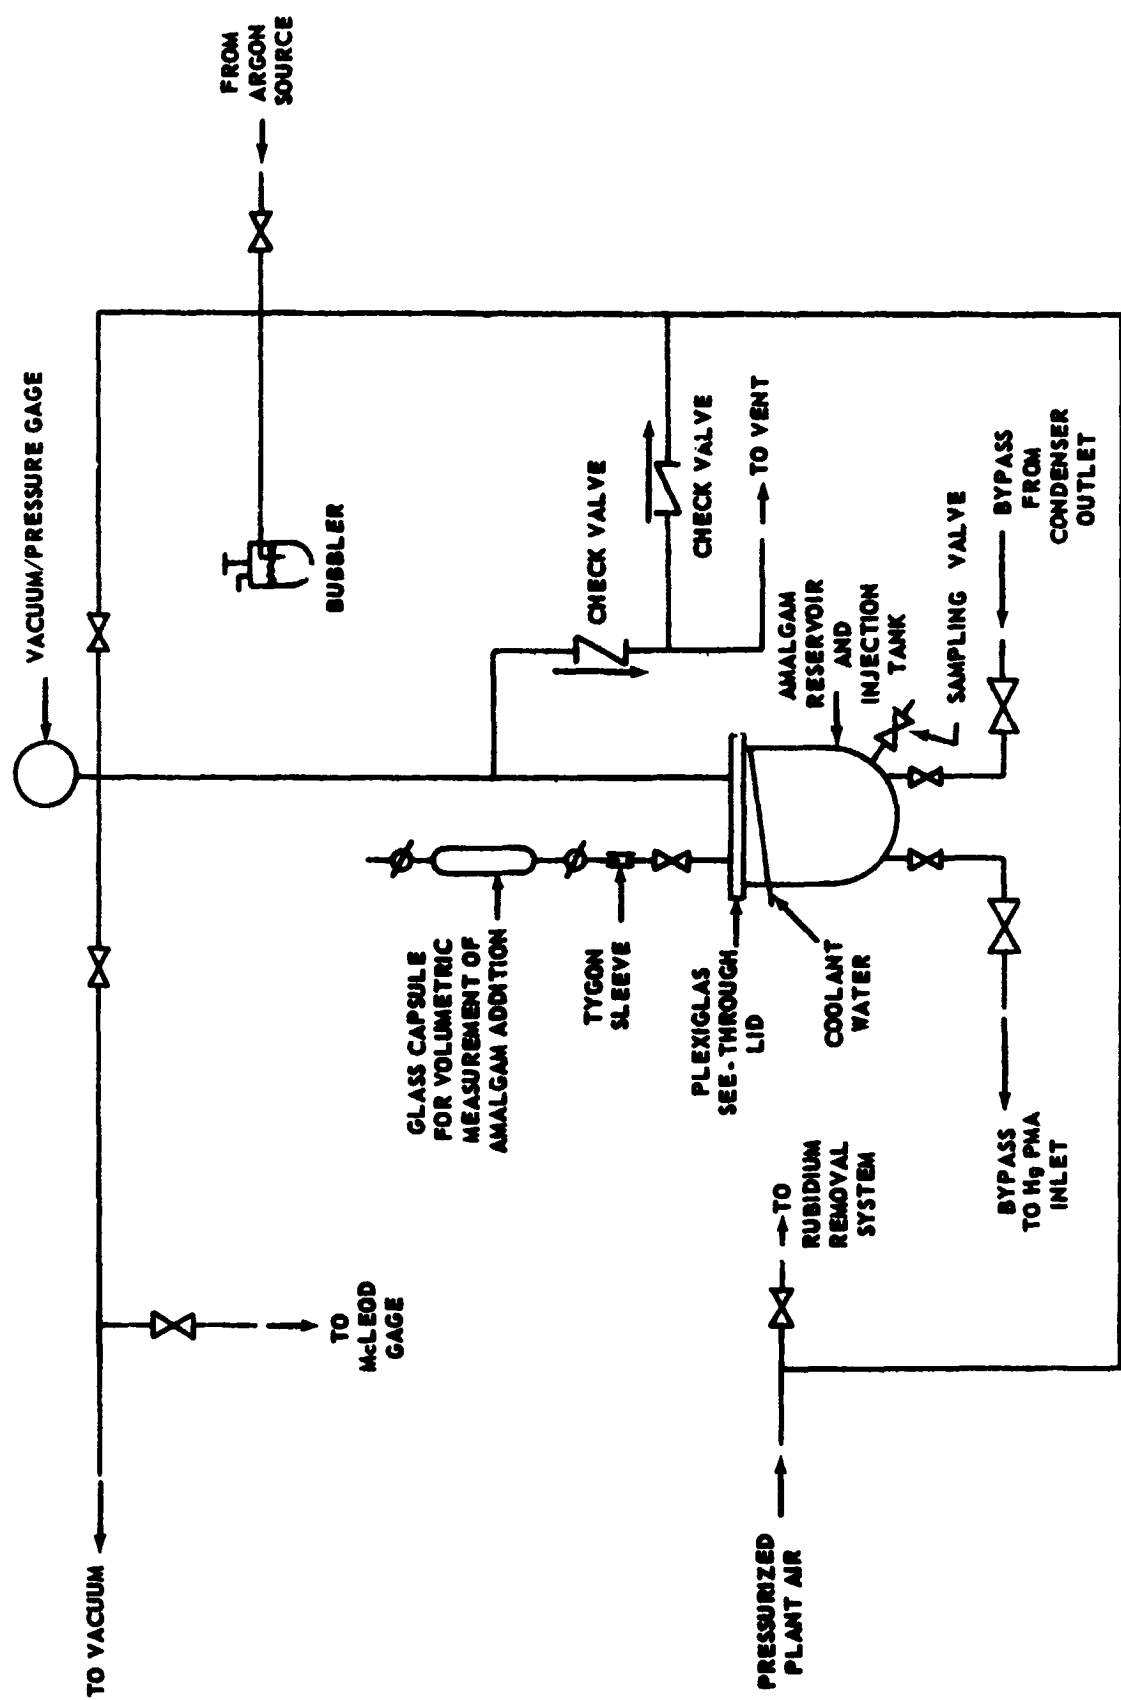 VACUUM/PRESSURE GAGE
FROM
ARGON
SOURCE
BUBBLER
CHECK VALVE
CHECK VALVE
TO VENT
TO VACUUM
TO
McLEOD
GAGE
GLASS CAPSULE
FOR VOLUMETRIC
MEASUREMENT OF
AMALGAM ADDITION
TYGON
SLEEVE
PLEXIGLAS
SEE-THROUGH
LID
COOLANT
WATER
AMALGAM
RESERVOIR
AND
INJECTION
TANK
SAMPLING VALVE
BYPASS
FROM
CONDENSER
OUTLET
BYPASS
TO Hg PMA
INLET
TO
RUBIDIUM
REMOVAL
SYSTEM
PRESSURIZED
PLANT AIR